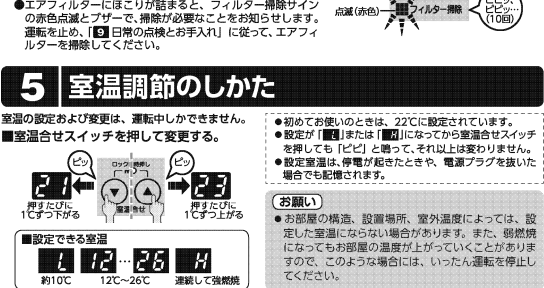 ●エアフィルターにほこりが詰まると、フィルター掃除サイン
の赤色点滅とブザーで、掃除が必要なことをお知らせします。
運転を止め、「9 日常の点検とお手入れ」に従って、エアフィ
ルターを掃除してください。
点滅(赤色)
フィルター掃除
ピピッ…
(10回)
5 室温調節のしかた
室温の設定および変更は、運転中しかできません。
■室温合せスイッチを押して変更する。
ピッ
ロック
ピッ
21
23
室温合せ
押すたびに
1℃ずつ下がる
押すたびに
1℃ずつ上がる
■設定できる室温
L 12…26 H
約10℃ 12℃~26℃ 連続して強燃焼
●初めてお使いのときは、22℃に設定されています。
●設定が「L」または「H」になってから室温合せスイッチ
を押しても「ピピ」と鳴って、それ以上は変わりません。
●設定室温は、停電が起きたときや、電源プラグを抜いた
場合でも記憶されます。
お願い
●お部屋の構造、設置場所、室外温度によっては、設
定した室温にならない場合があります。また、弱燃焼
になってもお部屋の温度が上がっていくことがありま
すので、このような場合には、いったん運転を停止し
てください。